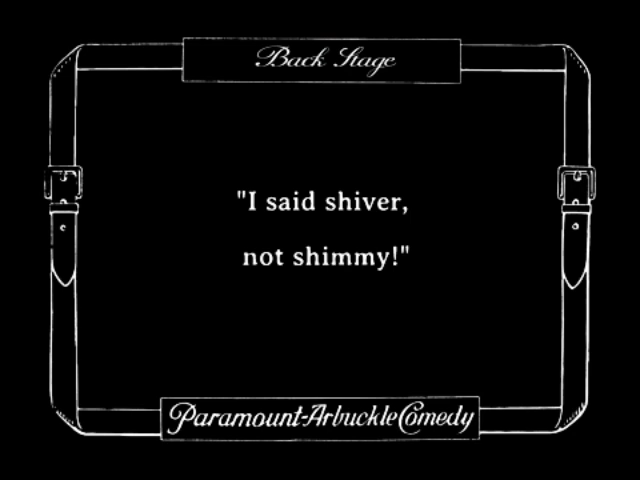 Back Stage
"I said shiver,
not shimmy!"
Paramount-Arbuckle Comedy